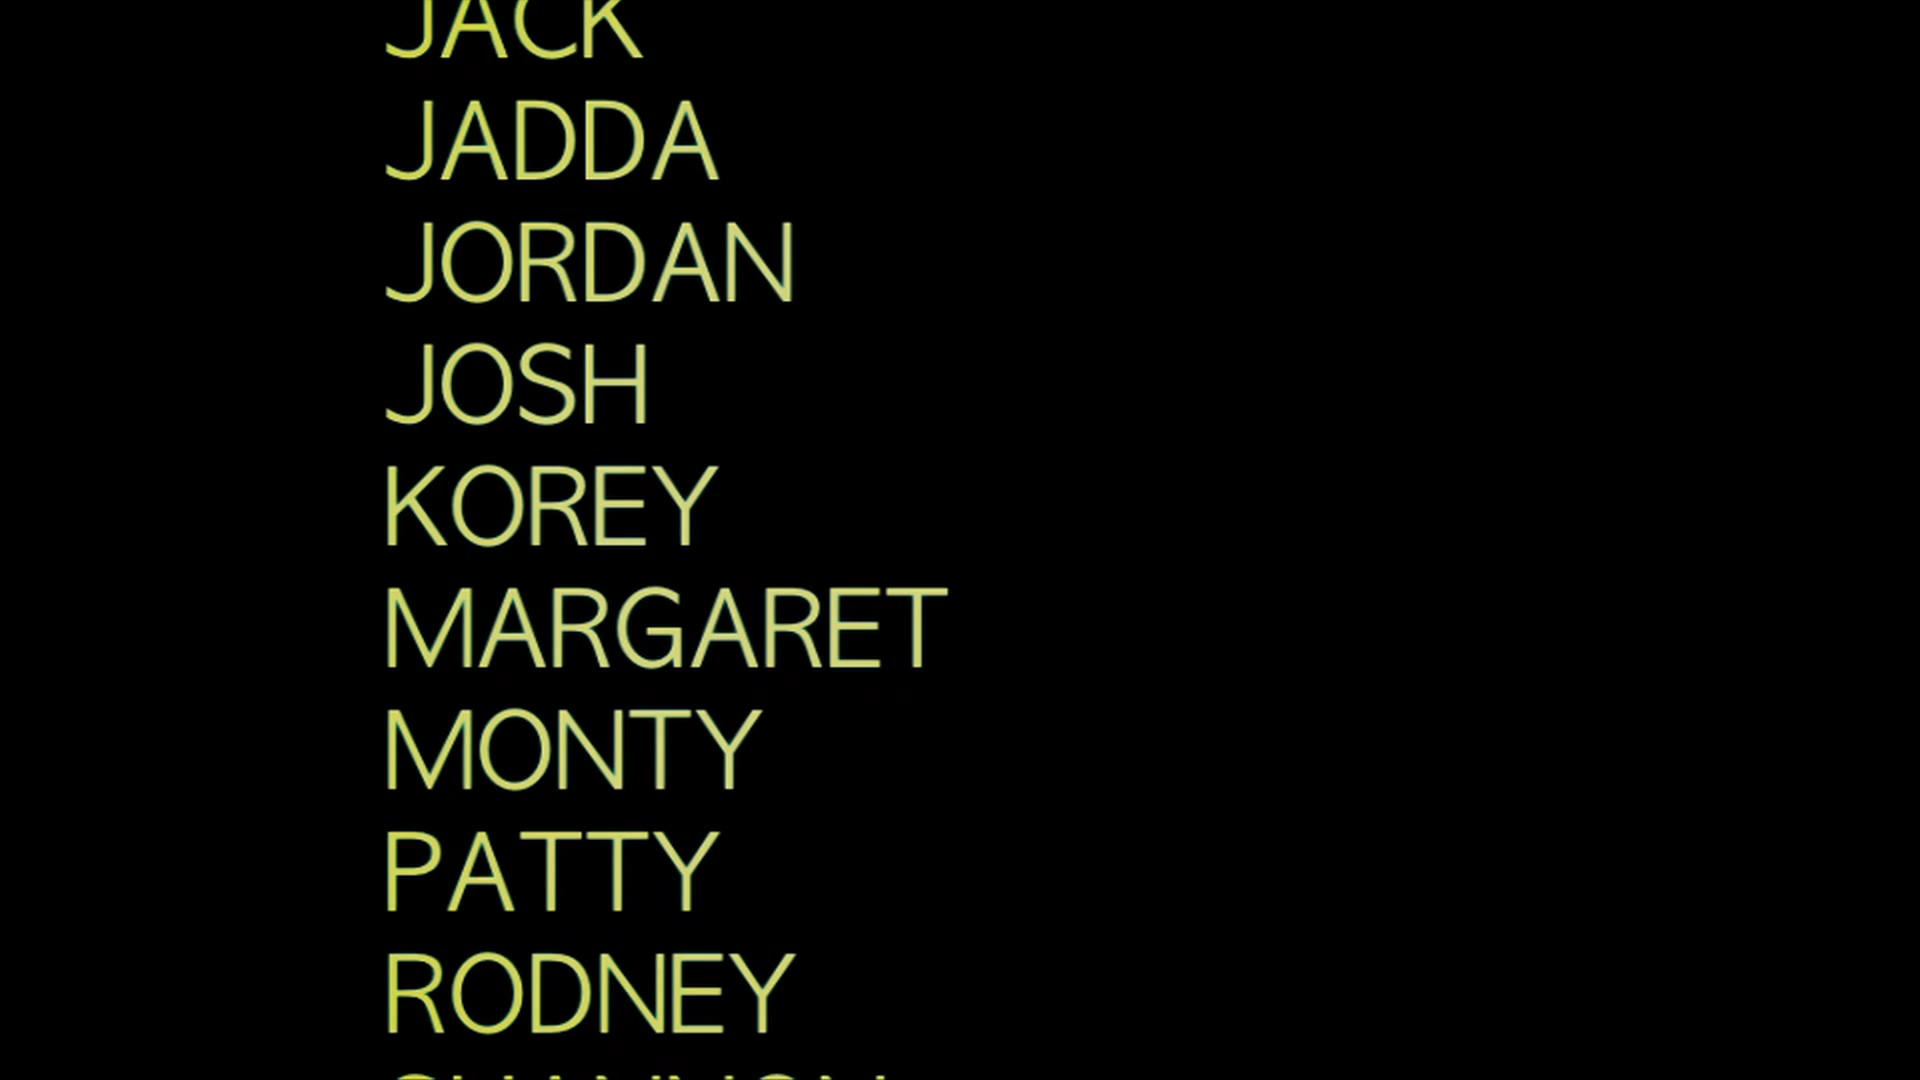 JACK
JADDA
JORDAN
JOSH
KOREY
MARGARET
MONTY
PATTY
RODNEY